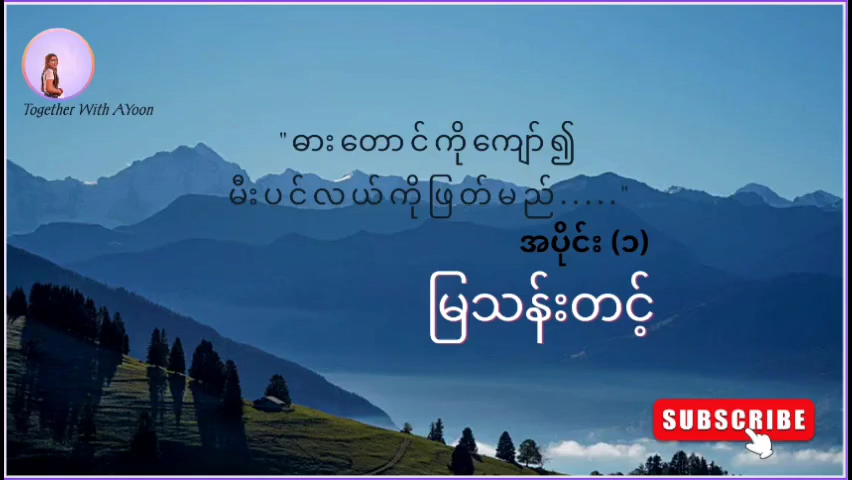 Together With AYoon
"ဓားတောင်ကိုကျော်၍
မီးပင်လယ်ကိုဖြတ်မည်....."
အပိုင်း (၁)
မြသန်းတင့်
SUBSCRIBE